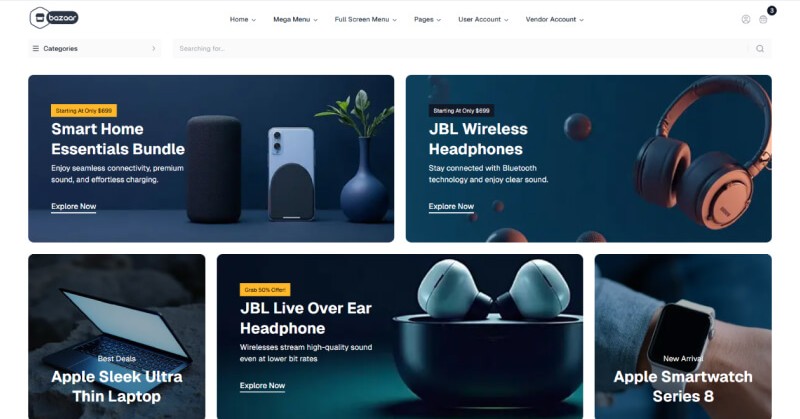 bazaar
Home
Mega Menu
Full Screen Menu
Pages
User Account
Vendor Account
3
Categories
Searching for...
Starting At Only $699
Smart Home
Essentials Bundle
Enjoy seamless connectivity, premium
sound, and effortless charging.
Explore Now
Starting At Only $699
JBL Wireless
Headphones
Stay connected with Bluetooth
technology and enjoy clear sound.
Explore Now
Best Deals
Apple Sleek Ultra
Thin Laptop
Grab 50% Offer!
JBL Live Over Ear
Headphone
Wirelesses stream high-quality sound
even at lower bit rates
Explore Now
New Arrival
Apple Smartwatch
Series 8